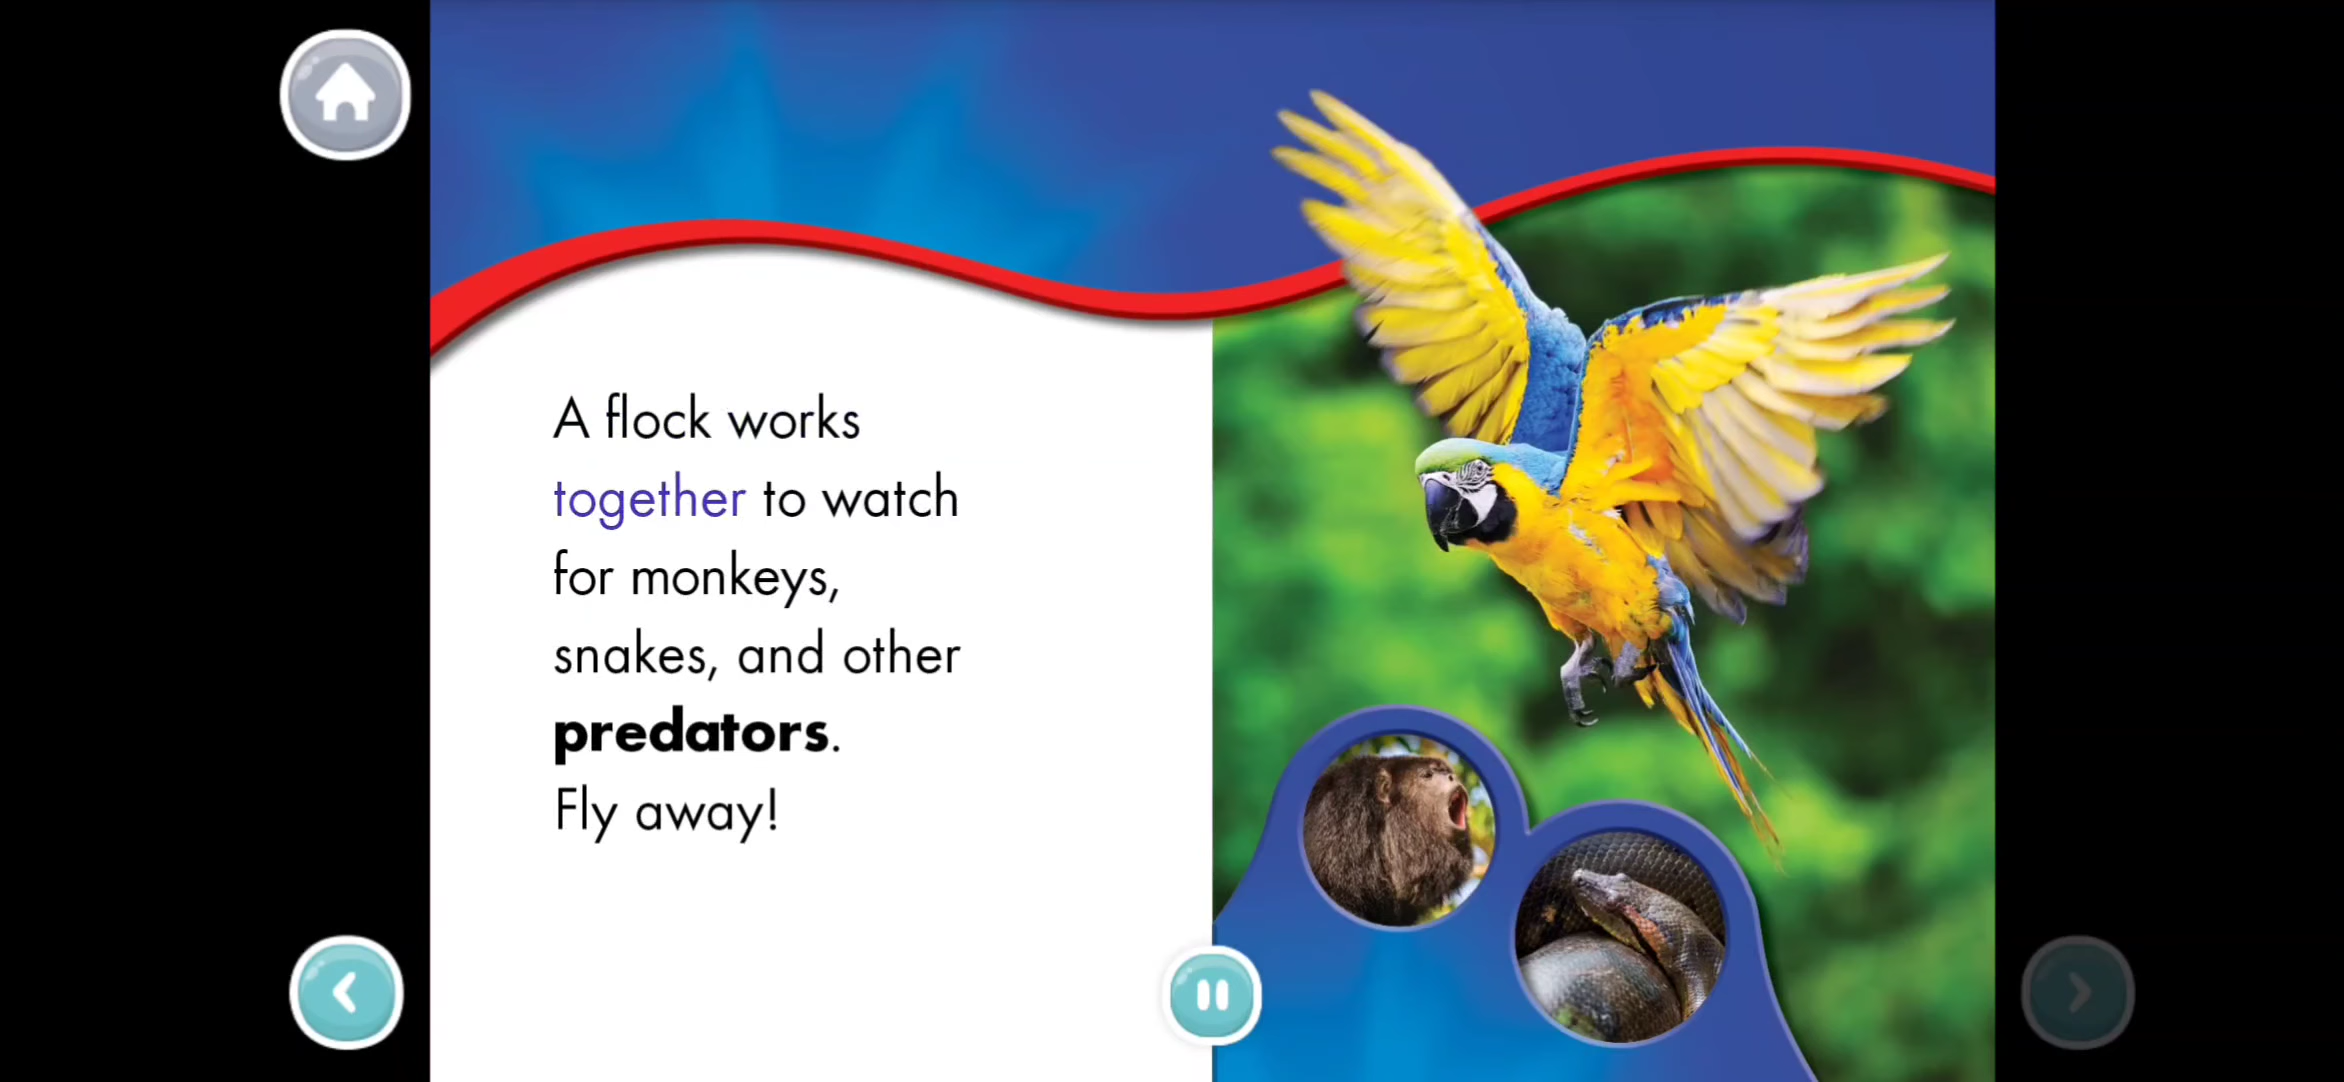 A flock works
together to watch
for monkeys,
snakes, and other
predators.
Fly away!